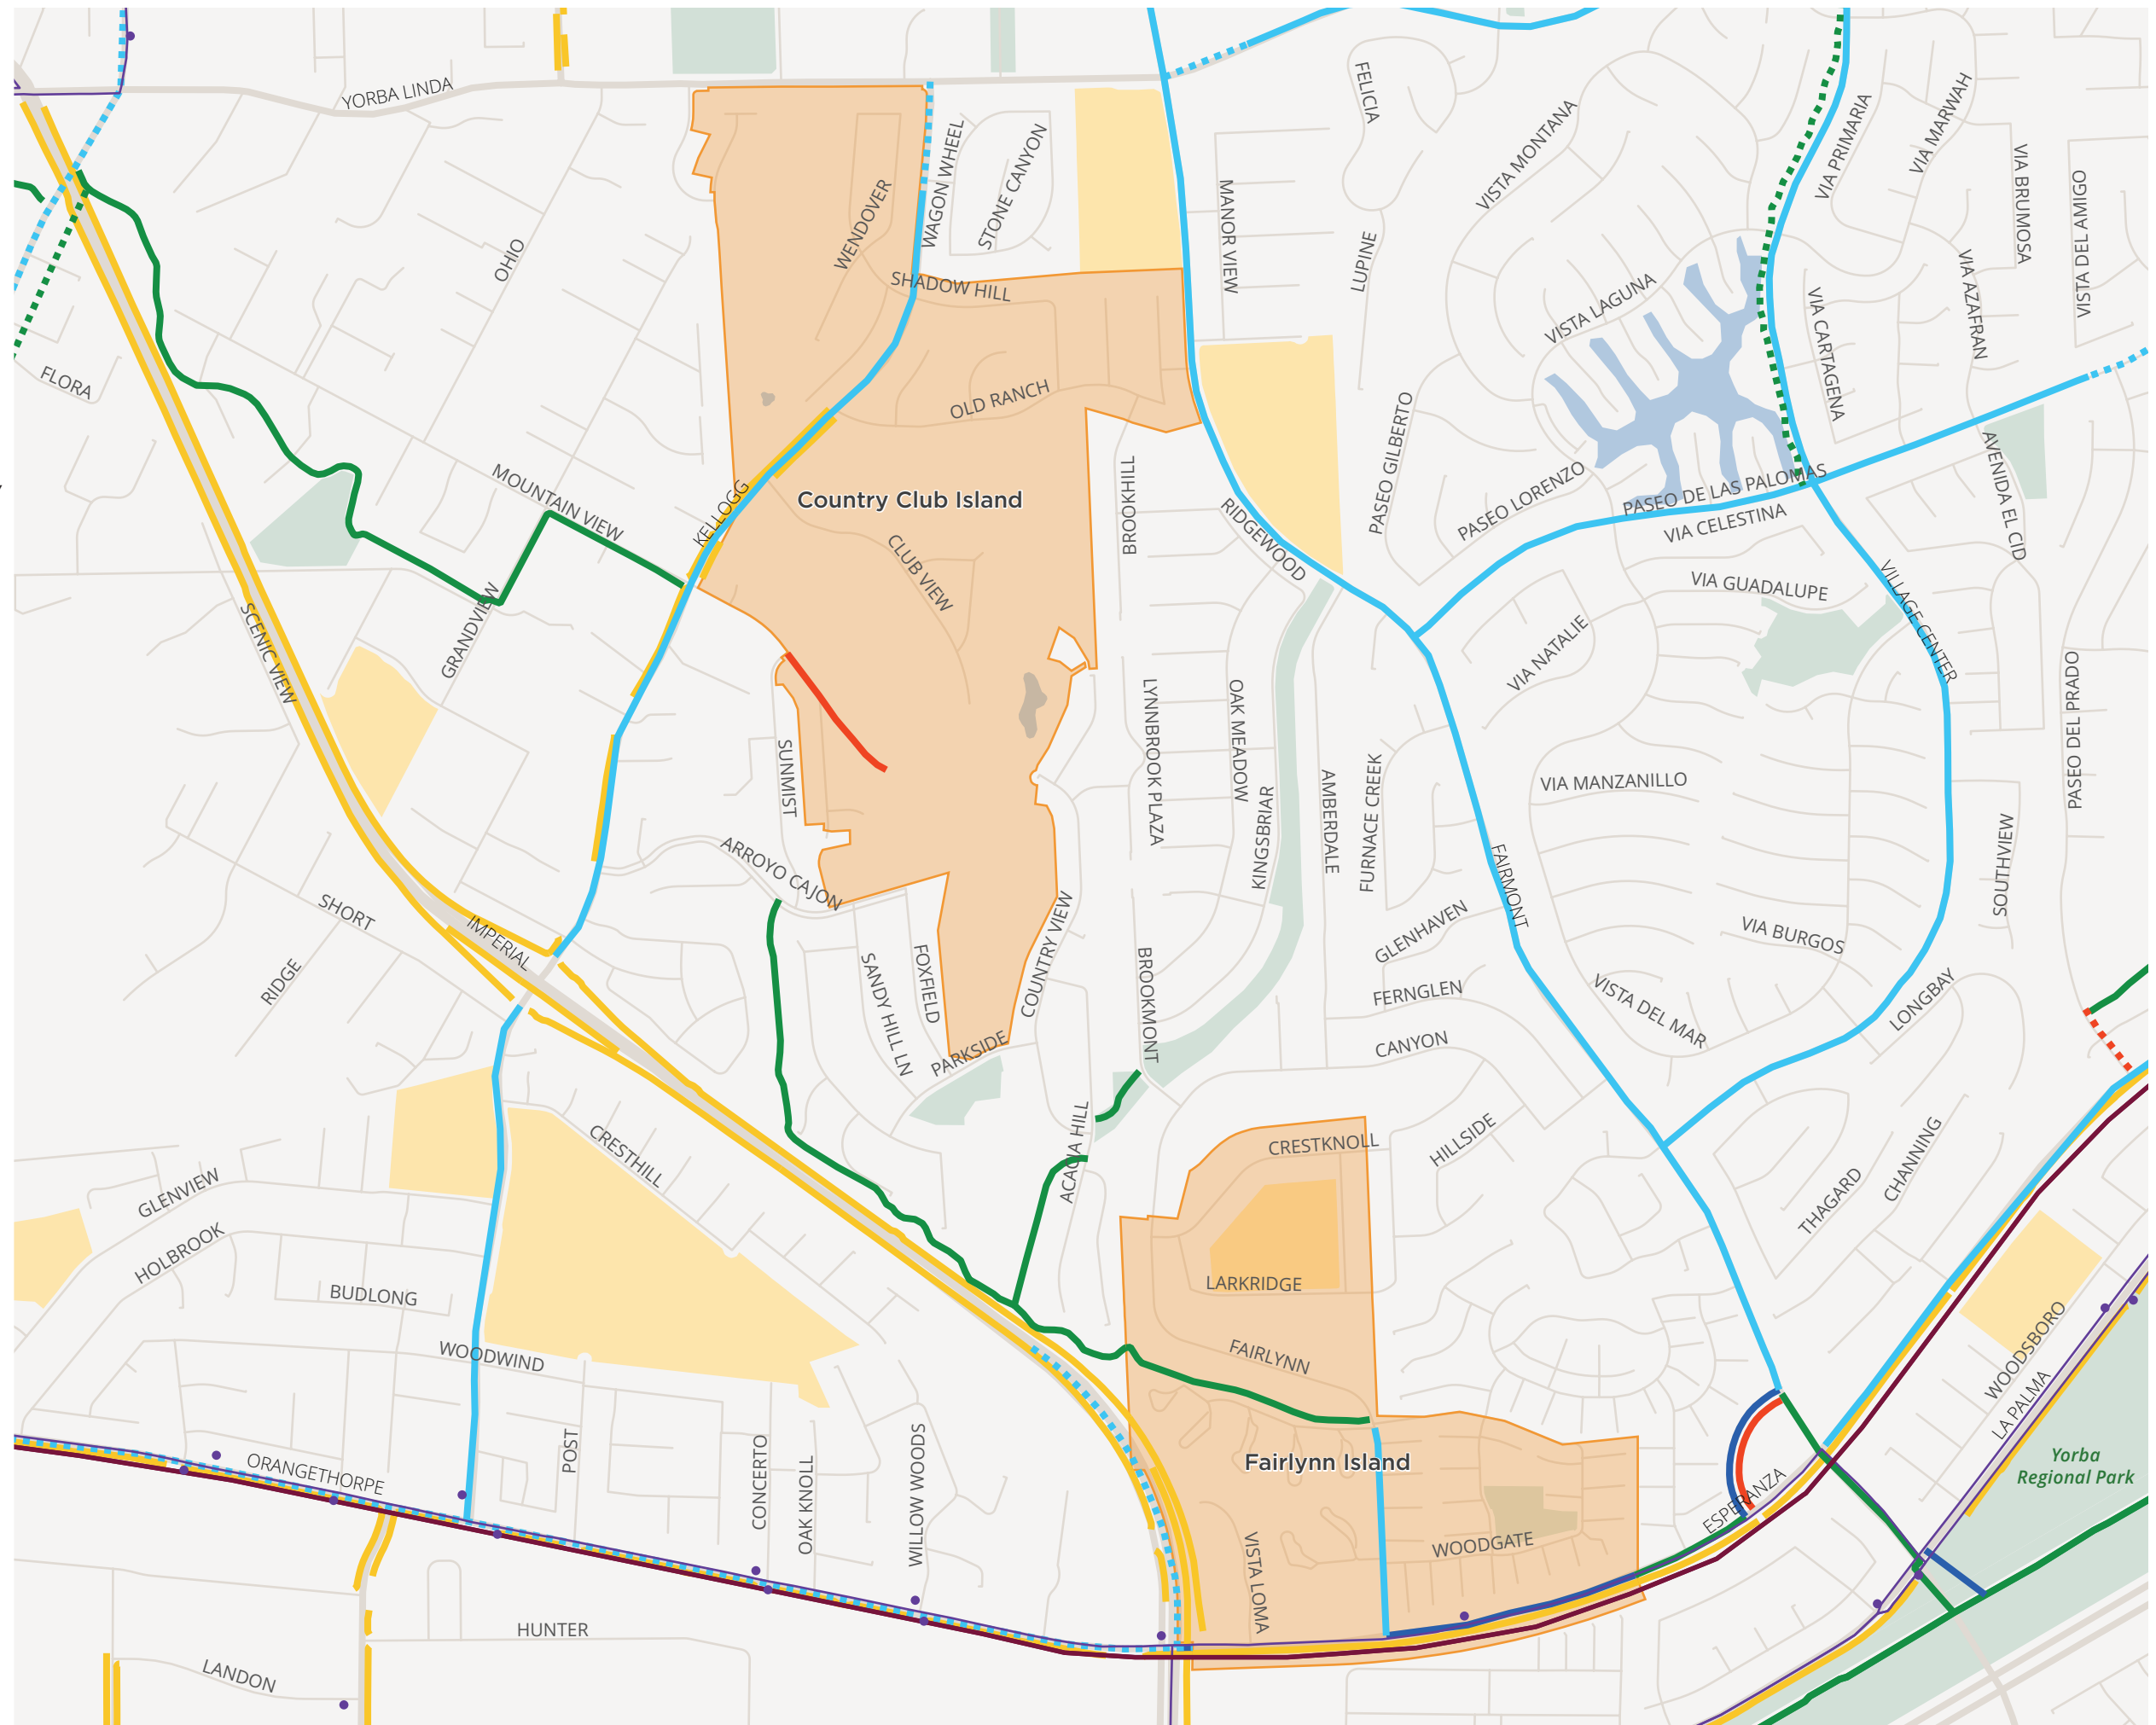 YORBA LINDA
FELICIA
VISTA MONTANA
VIA PRIMARIA
VIA MARWAH
VIA BRUMOSA
VISTA DEL AMIGO
WAGON WHEEL
STONE CANYON
WENDOVER
MANOR VIEW
LUPINE
OHIO
SHADOW HILL
VISTA LAGUNA
VIA CARTAGENA
VIA AZAFRAN
FLORA
OLD RANCH
PASEO GILBERTO
MOUNTAIN VIEW
KELLOGG
Country Club Island
BROOKHILL
RIDGEWOOD
PASEO LORENZO
PASEO DE LAS PALOMAS
VIA CELESTINA
AVENIDA EL CID
CLUB VIEW
VIA GUADALUPE
VILLAGE CENTER
GRANDVIEW
SCENIC VIEW
VIA NATALIE
PASEO DEL PRADO
SUNMIST
LYNNBROOK PLAZA
OAK MEADOW
KINGSBRIAR
AMBERDALE
FURNACE CREEK
VIA MANZANILLO
ARROYO CAJON
FAIRMONT
SOUTHVIEW
SHORT
IMPERIAL
RIDGE
SANDY HILL LN
FOXFIELD
COUNTRY VIEW
BROOKMONT
GLENHAVEN
FERNGLEN
CANYON
VIA BURGOS
VISTA DEL MAR
LONGBAY
PARKSIDE
CRESTHILL
ACACIA HILL
CRESTKNOLL
HILLSIDE
THAGARD
CHANNING
GLENVIEW
HOLBROOK
BUDLONG
LARKRIDGE
WOODWIND
FAIRLYNN
WOODSBORO
LA PALMA
ORANGETHORPE
POST
CONCERTO
OAK KNOLL
WILLOW WOODS
Fairlynn Island
ESPERANZA
Yorba
Regional Park
VISTA LOMA
WOODGATE
HUNTER
LANDON